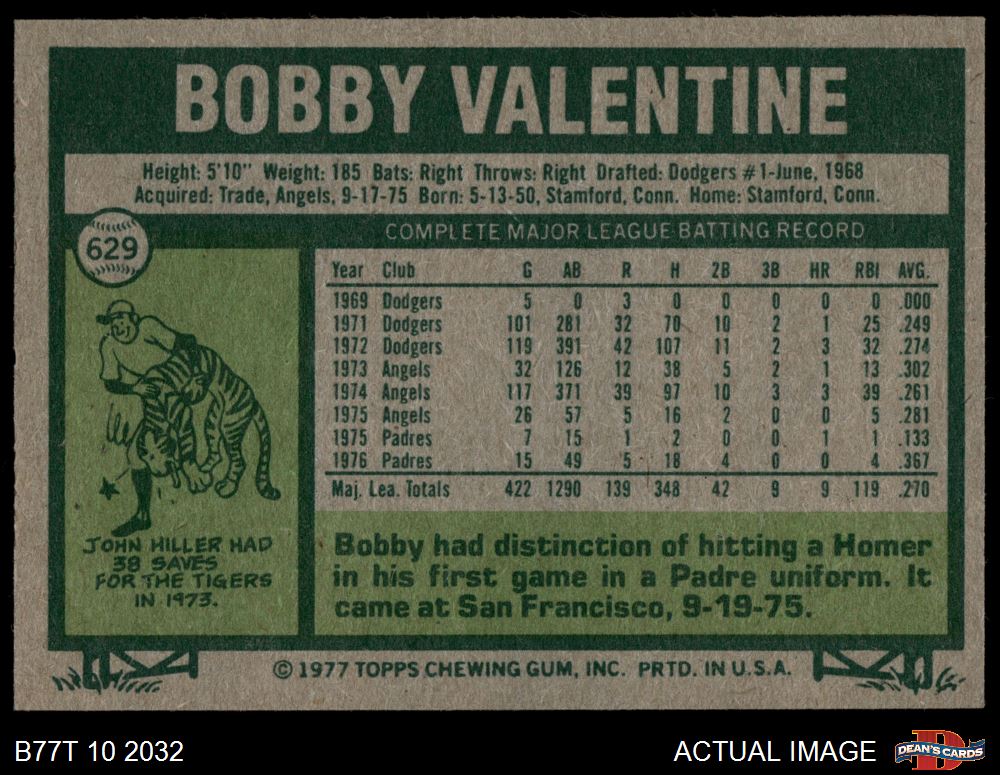 BOBBY VALENTINE
Height: 5'10" Weight: 185 Bats: Right Throws: Right Drafted: Dodgers #1-June, 1968
Acquired: Trade, Angels, 9-17-75 Born: 5-13-50, Stamford, Conn. Home: Stamford, Conn.
629
COMPLETE MAJOR LEAGUE BATTING RECORD
Year Club G AB R H 2B 3B HR RBI AVG.
1969 Dodgers 5 0 3 0 0 0 0 0 .000
1971 Dodgers 101 281 32 70 10 2 1 25 .249
1972 Dodgers 119 391 42 107 11 2 3 32 .274
1973 Angels 32 126 12 38 5 2 1 13 .302
1974 Angels 117 371 39 97 10 3 3 39 .261
1975 Angels 26 57 5 16 2 0 0 5 .281
1975 Padres 7 15 1 2 0 0 1 1 .133
1976 Padres 15 49 5 18 4 0 0 4 .367
Maj. Lea. Totals 422 1290 139 348 42 9 9 119 .270
JOHN HILLER HAD
38 SAVES
FOR THE TIGERS
IN 1973.
Bobby had distinction of hitting a Homer
in his first game in a Padre uniform. It
came at San Francisco, 9-19-75.
© 1977 TOPPS CHEWING GUM, INC. PRTD. IN U.S.A.
B77T 10 2032
ACTUAL IMAGE
D
DEAN'S CARDS